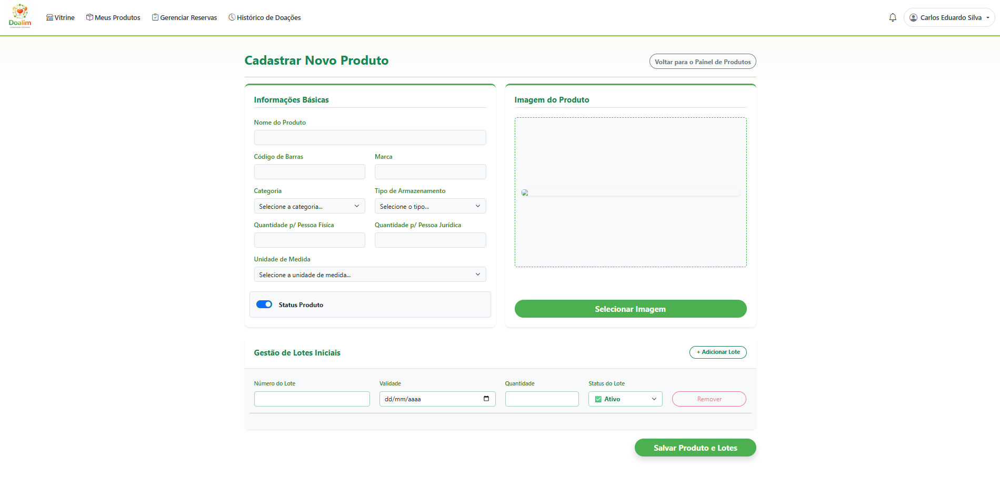 Doalim
Vitrine
Meus Produtos
Gerenciar Reservas
Histórico de Doações
Carlos Eduardo Silva
Cadastrar Novo Produto
Voltar para o Painel de Produtos
Informações Básicas
Nome do Produto
Código de Barras
Marca
Categoria
Tipo de Armazenamento
Selecione a categoria...
Selecione o tipo...
Quantidade p/ Pessoa Fisíca
Quantidade p/ Pessoa Jurídica
Unidade de Medida
Selecione a unidade de medida...
Status Produto
Imagem do Produto
Selecionar Imagem
Gestão de Lotes Iniciais
+ Adicionar Lote
Número do Lote
Validade
Quantidade
Status do Lote
dd/mm/aaaa
✅ Ativo
Remover
Salvar Produto e Lotes